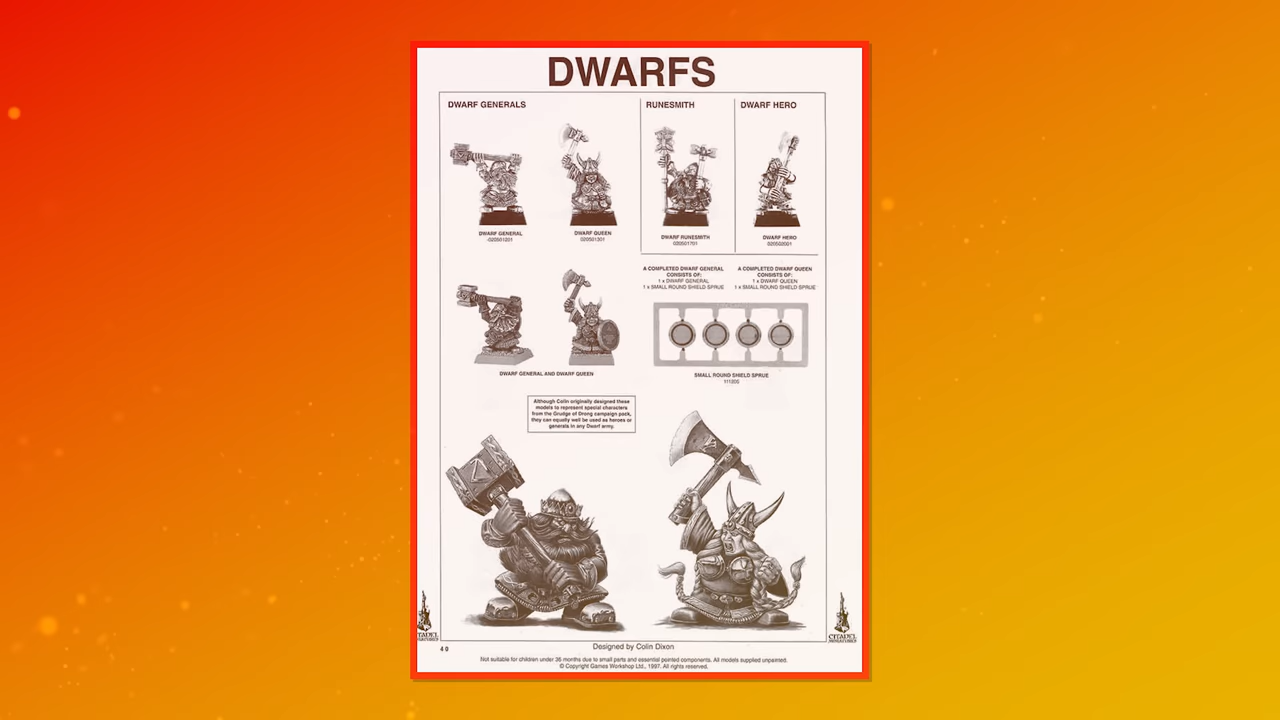 DWARFS
DWARF GENERALS
RUNESMITH
DWARF HERO
DWARF GENERAL
020501201
DWARF QUEEN
020501301
DWARF RUNESMITH
020501701
DWARF HERO
020502001
A COMPLETED DWARF GENERAL
CONSISTS OF:
1 x DWARF GENERAL
1 x SMALL ROUND SHIELD SPRUE
A COMPLETED DWARF QUEEN
CONSISTS OF:
1 x DWARF QUEEN
1 x SMALL ROUND SHIELD SPRUE
DWARF GENERAL AND DWARF QUEEN
SMALL ROUND SHIELD SPRUE
111205
Although Colin originally designed these
models to represent special characters
from the Grudge of Drong campaign pack,
they can equally well be used as heroes or
generals in any Dwarf army.
CITADEL
MINIATURES
CITADEL
MINIATURES
40
Designed by Colin Dixon
Not suitable for children under 36 months due to small parts and essential pointed components. All models supplied unpainted.
© Copyright Games Workshop Ltd., 1997. All rights reserved.